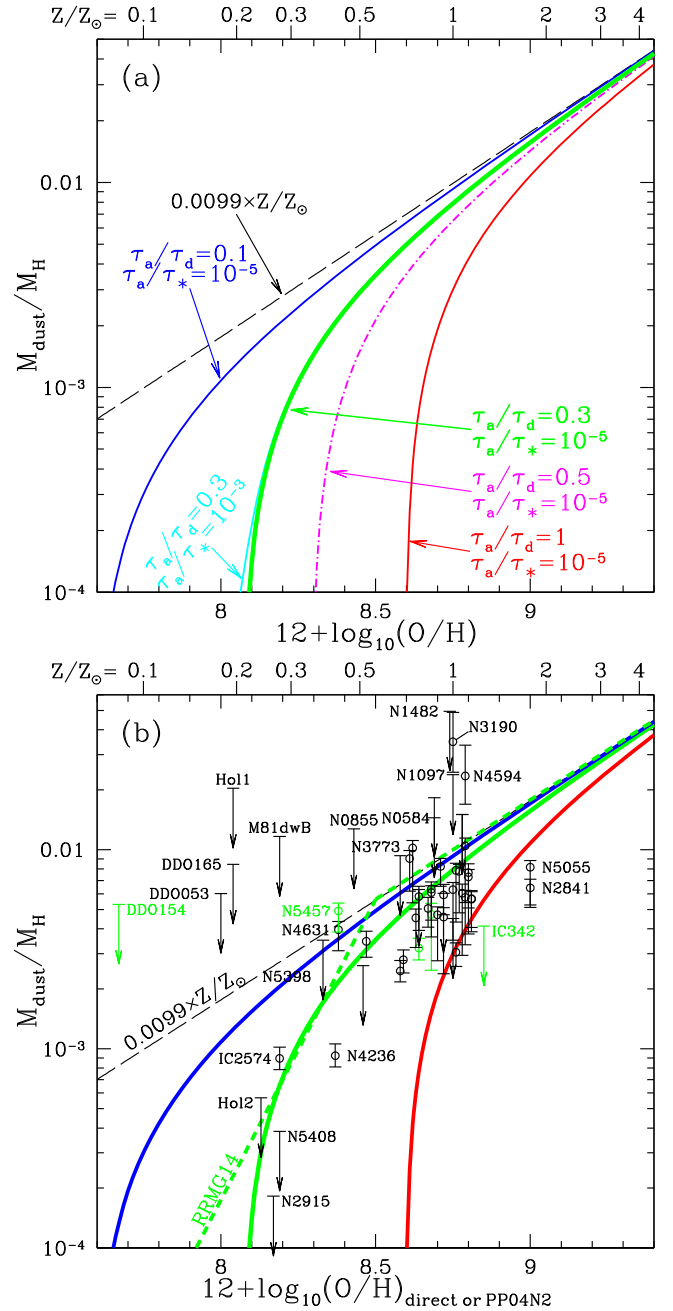 Z/Z⊙= 0.1 0.2 0.3 1 2 3 4
(a)
0.01
0.0099×Z/Z⊙
τa/τd=0.1
τa/τ*=10⁻⁵
Mdust/MH
10⁻³
τa/τd=0.3
τa/τ*=10⁻⁵
τa/τd=0.5
τa/τ*=10⁻⁵
τa/τd=0.3
τa/τ*=10⁻³
τa/τd=1
τa/τ*=10⁻⁵
10⁻⁴
8 8.5 9
12+log₁₀(O/H)
Z/Z⊙= 0.1 0.2 0.3 1 2 3 4
(b)
N1482
N3190
N1097
N4594
Hol1
N0855
N0584
M81dwB
N3773
0.01
DDO165
N5055
DDO053
N2841
DDO154
N5457
N4631
IC342
N5398
Mdust/MH
0.0099×Z/Z⊙
10⁻³
IC2574
N4236
Hol2
N5408
RRMG14
N2915
10⁻⁴
8 8.5 9
12+log₁₀(O/H)direct or PP04N2